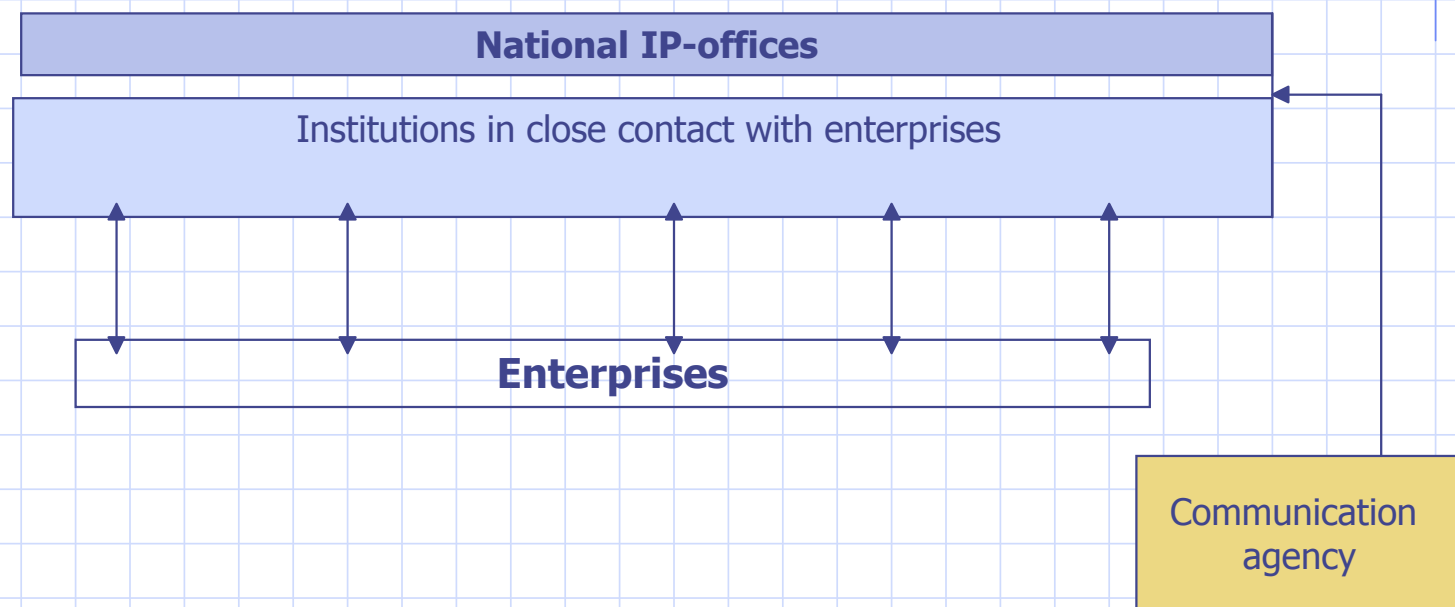 National IP-offices
Institutions in close contact with enterprises
Enterprises
Communication
agency